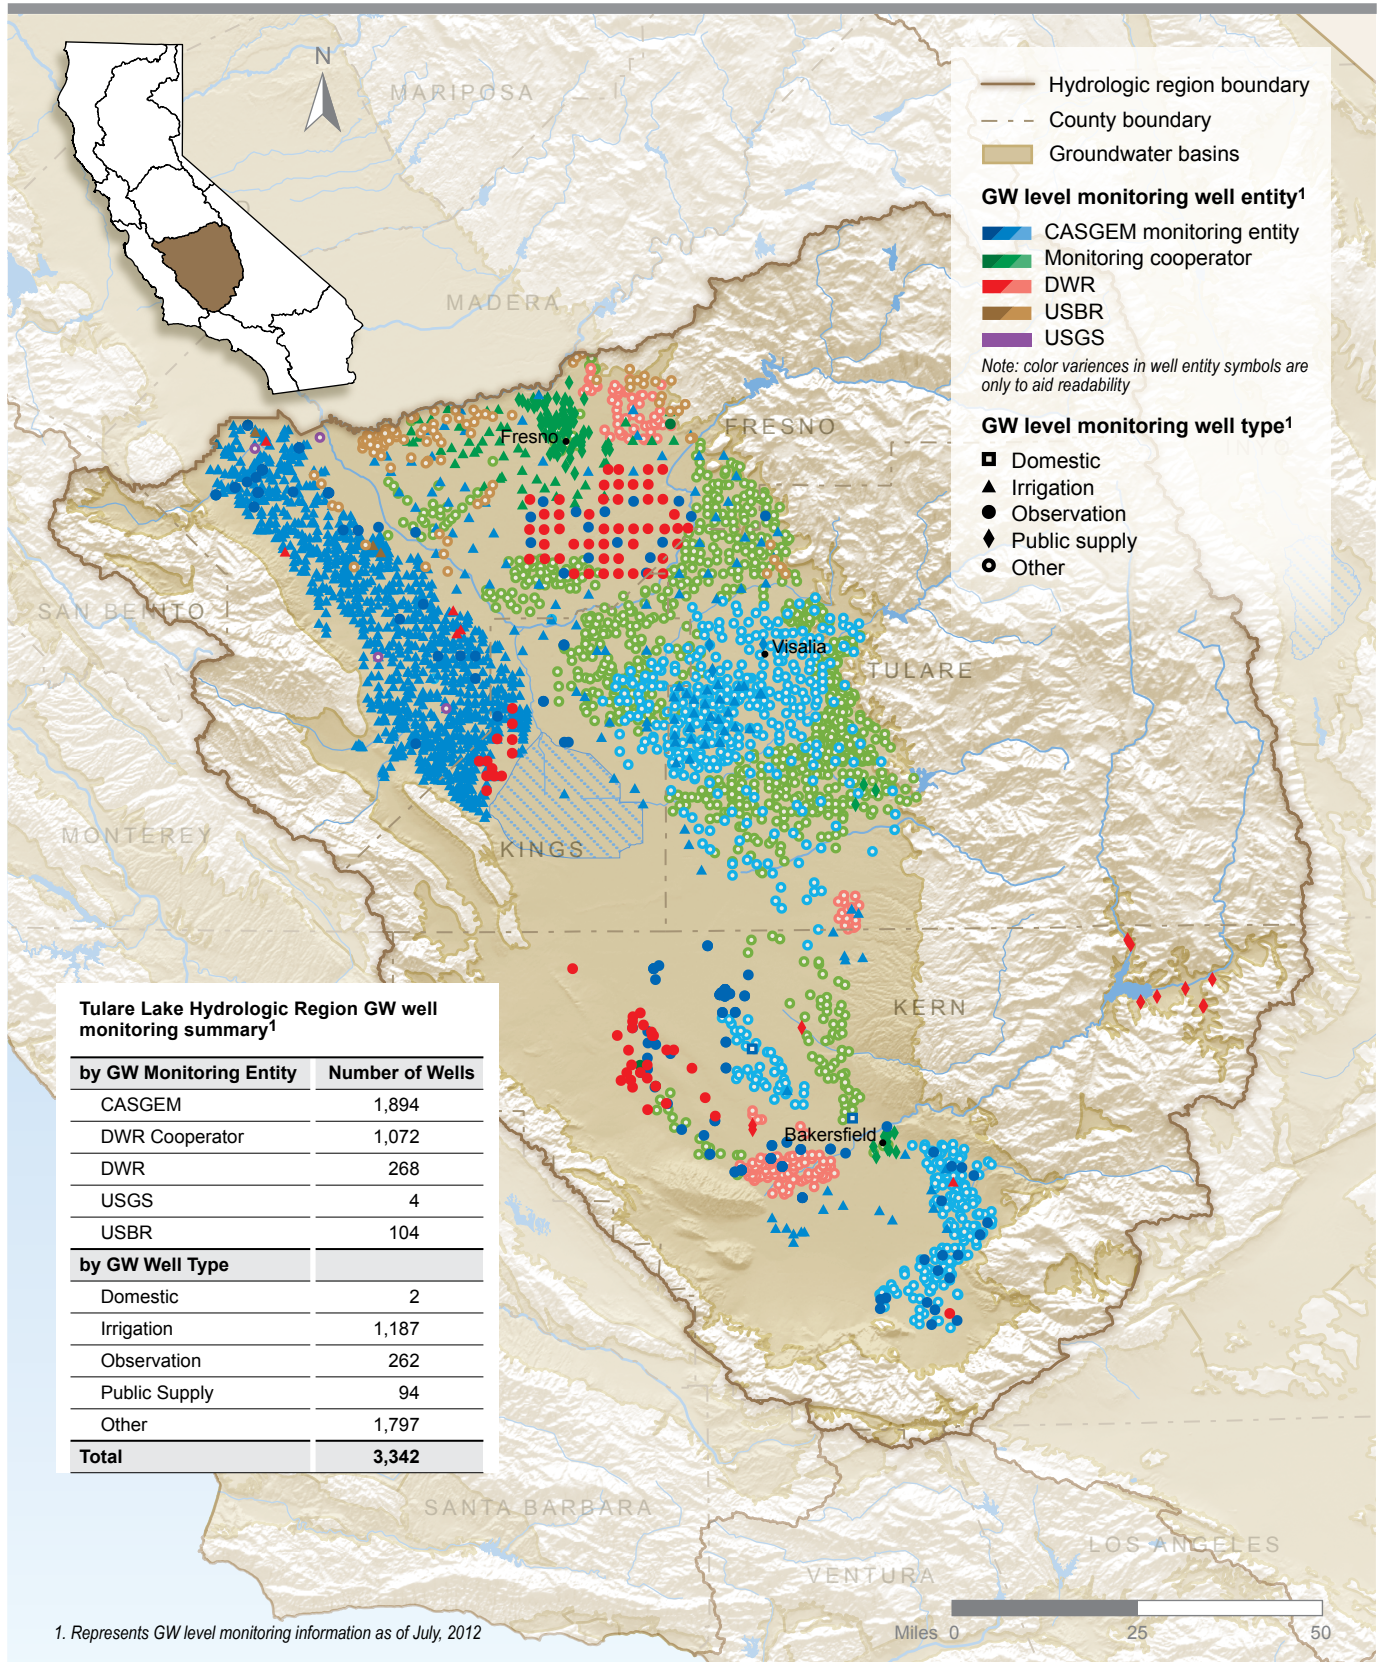 N
MARIPOSA
MADERA
Hydrologic region boundary
County boundary
Groundwater basins
GW level monitoring well entity1
CASGEM monitoring entity
Monitoring cooperator
DWR
USBR
USGS
Note: color variences in well entity symbols are
only to aid readability
GW level monitoring well type1
Domestic
Irrigation
Observation
Public supply
Other
FRESNO
Fresno
SAN BENITO
Visalia
TULARE
MONTEREY
KINGS
KERN
Bakersfield
Tulare Lake Hydrologic Region GW well
monitoring summary1
by GW Monitoring Entity Number of Wells
CASGEM 1,894
DWR Cooperator 1,072
DWR 268
USGS 4
USBR 104
by GW Well Type
Domestic 2
Irrigation 1,187
Observation 262
Public Supply 94
Other 1,797
Total 3,342
SANTA BARBARA
VENTURA
LOS ANGELES
Miles 0 25 50
1. Represents GW level monitoring information as of July, 2012